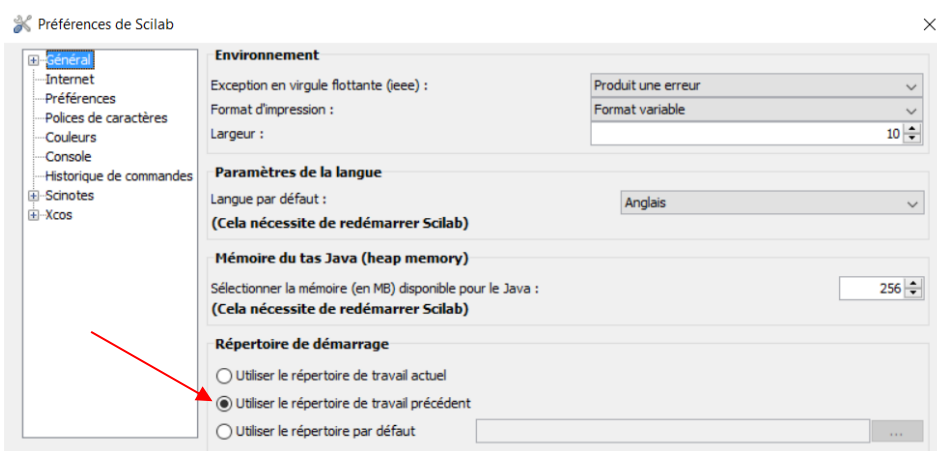 Préférences de Scilab
Général
Internet
Préférences
Polices de caractères
Couleurs
Console
Historique de commandes
Scinotes
Xcos
Environnement
Exception en virgule flottante (ieee) : Produit une erreur
Format d'impression : Format variable
Largeur : 10
Paramètres de la langue
Langue par défaut : Anglais
(Cela nécessite de redémarrer Scilab)
Mémoire du tas Java (heap memory)
Sélectionner la mémoire (en MB) disponible pour le Java : 256
(Cela nécessite de redémarrer Scilab)
Répertoire de démarrage
Utiliser le répertoire de travail actuel
Utiliser le répertoire de travail précédent
Utiliser le répertoire par défaut ...